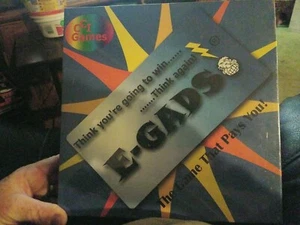 Games
Think you're going to win......
......Think again!
E-GADS
The Game That Pays You!